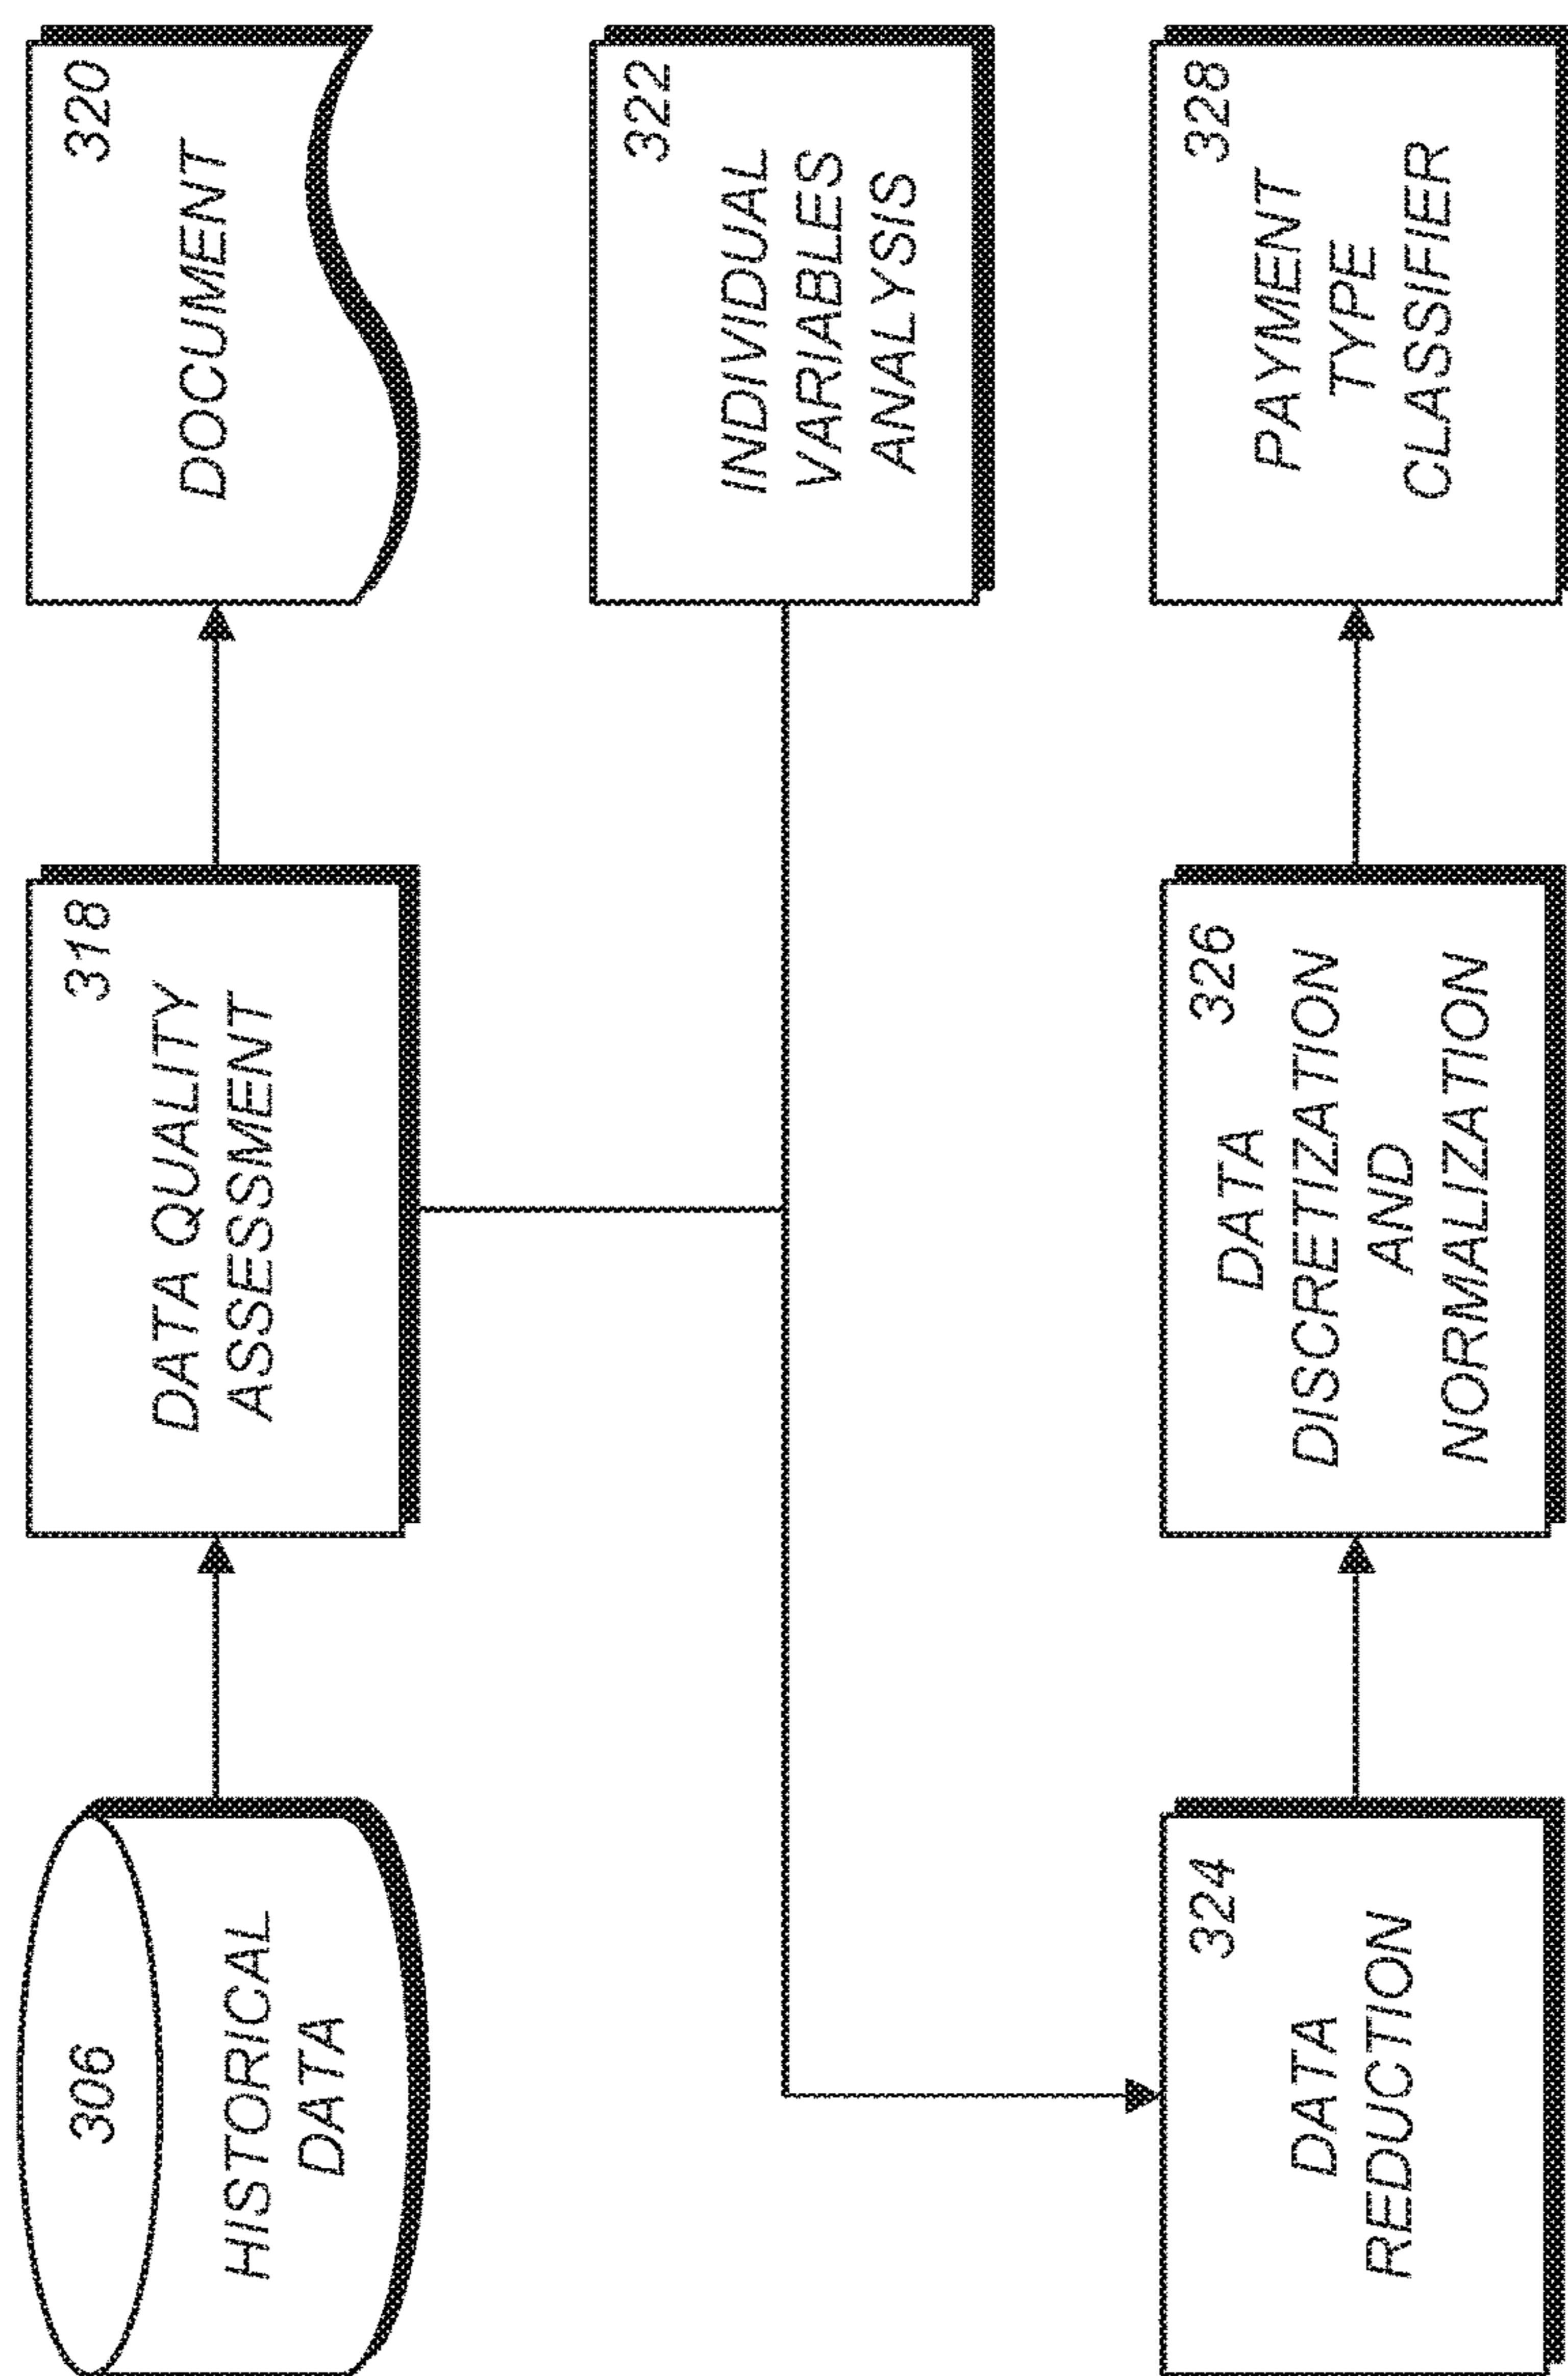 306
HISTORICAL
DATA
318
DATA QUALITY
ASSESSMENT
320
DOCUMENT
322
INDIVIDUAL
VARIABLES
ANALYSIS
324
DATA
REDUCTION
326
DATA
DISCRETIZATION
AND
NORMALIZATION
328
PAYMENT
TYPE
CLASSIFIER